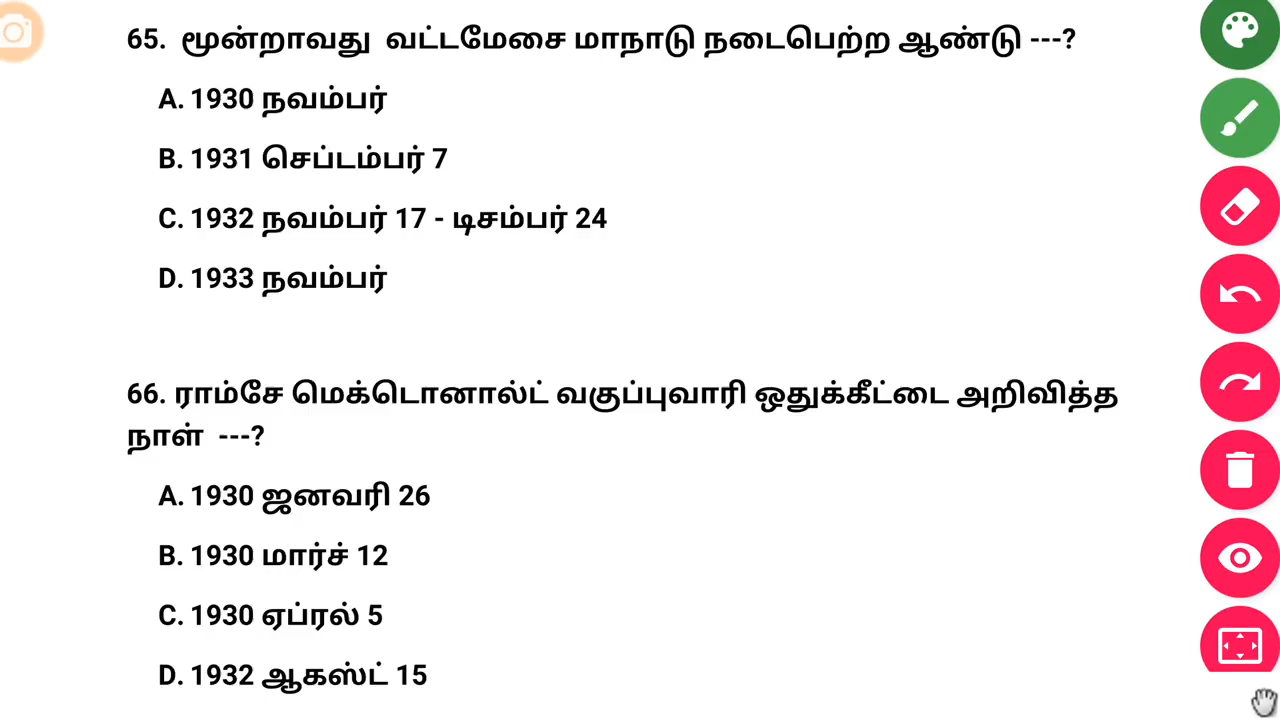 65. மூன்றாவது வட்டமேசை மாநாடு நடைபெற்ற ஆண்டு ---?
A. 1930 நவம்பர்
B. 1931 செப்டம்பர் 7
C. 1932 நவம்பர் 17 - டிசம்பர் 24
D. 1933 நவம்பர்
66. ராம்சே மெக்டொனால்ட் வகுப்புவாரி ஒதுக்கீட்டை அறிவித்த
நாள் ---?
A. 1930 ஜனவரி 26
B. 1930 மார்ச் 12
C. 1930 ஏப்ரல் 5
D. 1932 ஆகஸ்ட் 15